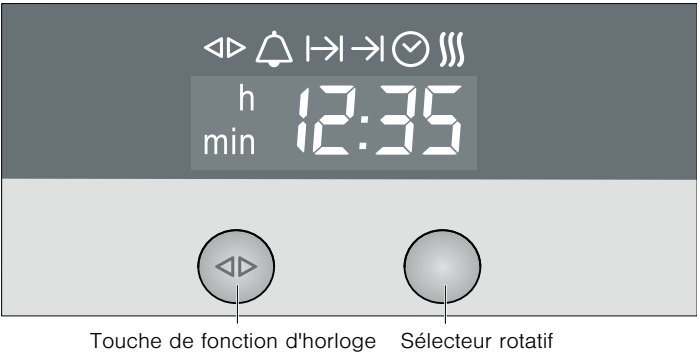 h
12:35
min
Touche de fonction d'horloge
Sélecteur rotatif